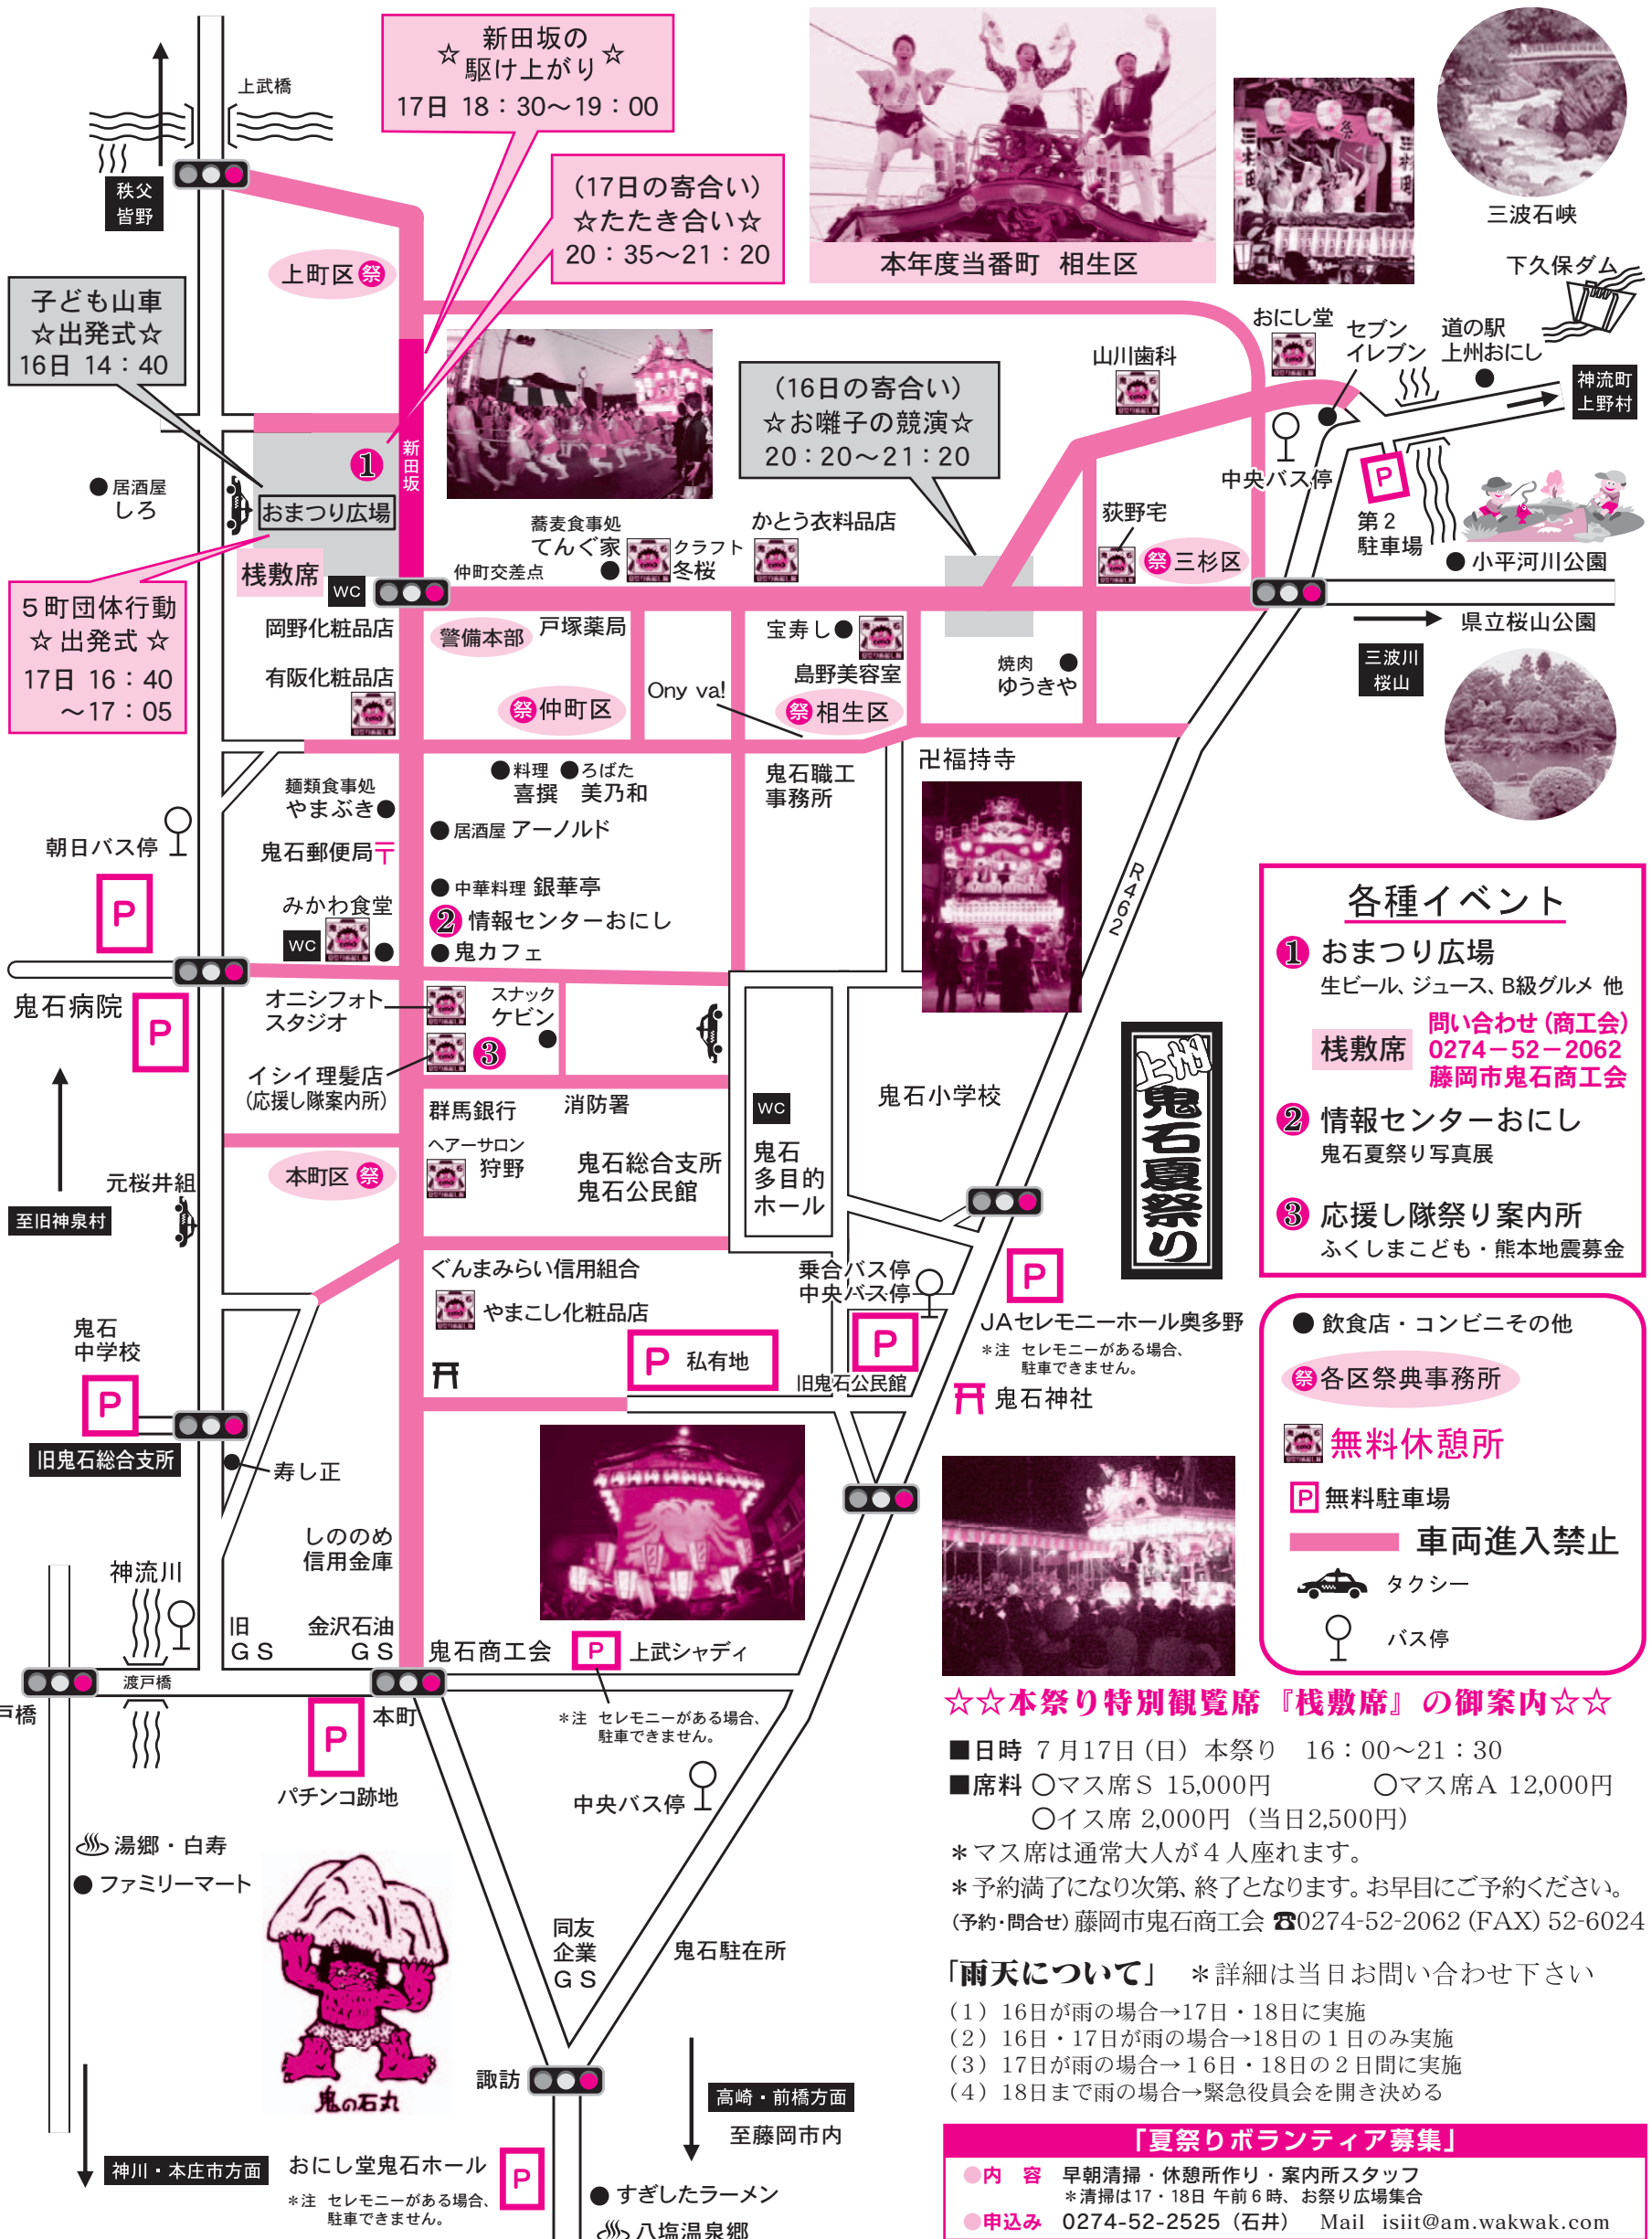 ☆新田坂の☆
駆け上がり
17日 18：30～19：00
（17日の寄合い）
☆たたき合い☆
20：35～21：20
上武橋
秩父
皆野
上町区 祭
子ども山車
☆出発式☆
16日 14：40
本年度当番町 相生区
三波石峡
下久保ダム
おにし堂
セブン
イレブン
道の駅
上州おにし
神流町
上野村
山川歯科
（16日の寄合い）
☆お囃子の競演☆
20：20～21：20
中央バス停
P
第２
駐車場
小平河川公園
新田坂
1
おまつり広場
居酒屋
しろ
桟敷席
WC
5町団体行動
☆出発式☆
17日 16：40
～17：05
蕎麦食事処
てんぐ家
クラフト
冬桜
かとう衣料品店
仲町交差点
荻野宅
祭 三杉区
県立桜山公園
三波川
桜山
岡野化粧品店
警備本部
戸塚薬局
宝寿し
島野美容室
焼肉
ゆうきや
有阪化粧品店
祭 仲町区
Ony va!
祭 相生区
卍福持寺
料理
喜撰
ろばた
美乃和
鬼石職工
事務所
麺類食事処
やまぶき
居酒屋 アーノルド
朝日バス停
鬼石郵便局〒
中華料理 銀華亭
みかわ食堂
WC
2 情報センターおにし
鬼カフェ
R462
P
鬼石病院
P
オニシフォト
スタジオ
スナック
ケビン
3
イシイ理髪店
（応援し隊案内所）
群馬銀行
消防署
WC
鬼石
多目的
ホール
鬼石小学校
上州
鬼石夏祭り
ヘアーサロン
狩野
鬼石総合支所
鬼石公民館
本町区 祭
元桜井組
至旧神泉村
ぐんまみらい信用組合
やまこし化粧品店
乗合バス停
中央バス停
P
旧鬼石公民館
P
JAセレモニーホール奥多野
＊注 セレモニーがある場合、
駐車できません。
鬼石神社
P 私有地
鬼石
中学校
P
旧鬼石総合支所
寿し正
しののめ
信用金庫
神流川
旧
ＧＳ
金沢石油
ＧＳ
鬼石商工会
P 上武シャディ
＊注 セレモニーがある場合、
駐車できません。
渡戸橋
戸橋
本町
P
パチンコ跡地
中央バス停
湯郷・白寿
ファミリーマート
同友
企業
ＧＳ
鬼石駐在所
鬼の石丸
諏訪
高崎・前橋方面
至藤岡市内
神川・本庄市方面
おにし堂鬼石ホール P
＊注 セレモニーがある場合、
駐車できません。
すぎしたラーメン
八塩温泉郷
各種イベント
1 おまつり広場
生ビール、ジュース、B級グルメ 他
桟敷席
問い合わせ（商工会）
0274－52－2062
藤岡市鬼石商工会
2 情報センターおにし
鬼石夏祭り写真展
3 応援し隊祭り案内所
ふくしまこども・熊本地震募金
●飲食店・コンビニその他
祭 各区祭典事務所
無料休憩所
P 無料駐車場
車両進入禁止
タクシー
バス停
☆☆本祭り特別観覧席『桟敷席』の御案内☆☆
■日時 ７月17日（日）本祭り 16：00～21：30
■席料 ○マス席Ｓ 15,000円 ○マス席Ａ 12,000円
○イス席 2,000円（当日2,500円）
＊マス席は通常大人が４人座れます。
＊予約満了になり次第、終了となります。お早目にご予約ください。
（予約・問合せ）藤岡市鬼石商工会 ☎0274-52-2062（FAX）52-6024
「雨天について」 ＊詳細は当日お問い合わせ下さい
（1）16日が雨の場合→17日・18日に実施
（2）16日・17日が雨の場合→18日の１日のみ実施
（3）17日が雨の場合→１6日・18日の２日間に実施
（4）18日まで雨の場合→緊急役員会を開き決める
「夏祭りボランティア募集」
●内 容 早朝清掃・休憩所作り・案内所スタッフ
＊清掃は17・18日 午前６時、お祭り広場集合
●申込み 0274-52-2525（石井） Mail isiit@am.wakwak.com